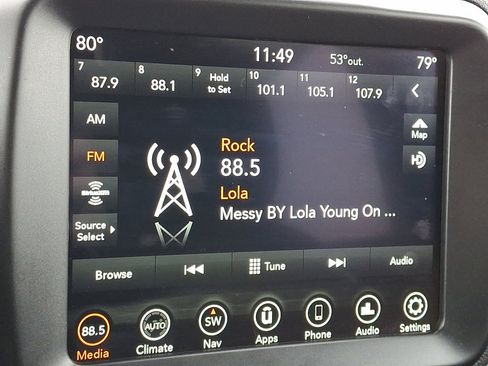 80° 11:49 53°out. 79°
7 87.9 8 88.1 9 Hold to Set 10 101.1 11 105.1 12 107.9
AM
FM
SiriusXM
Source Select
Map
HD
Rock
88.5
Lola
Messy BY Lola Young On ...
Browse Tune Audio
88.5 Media
AUTO Climate
SW Nav
Apps
Phone
Audio
Settings